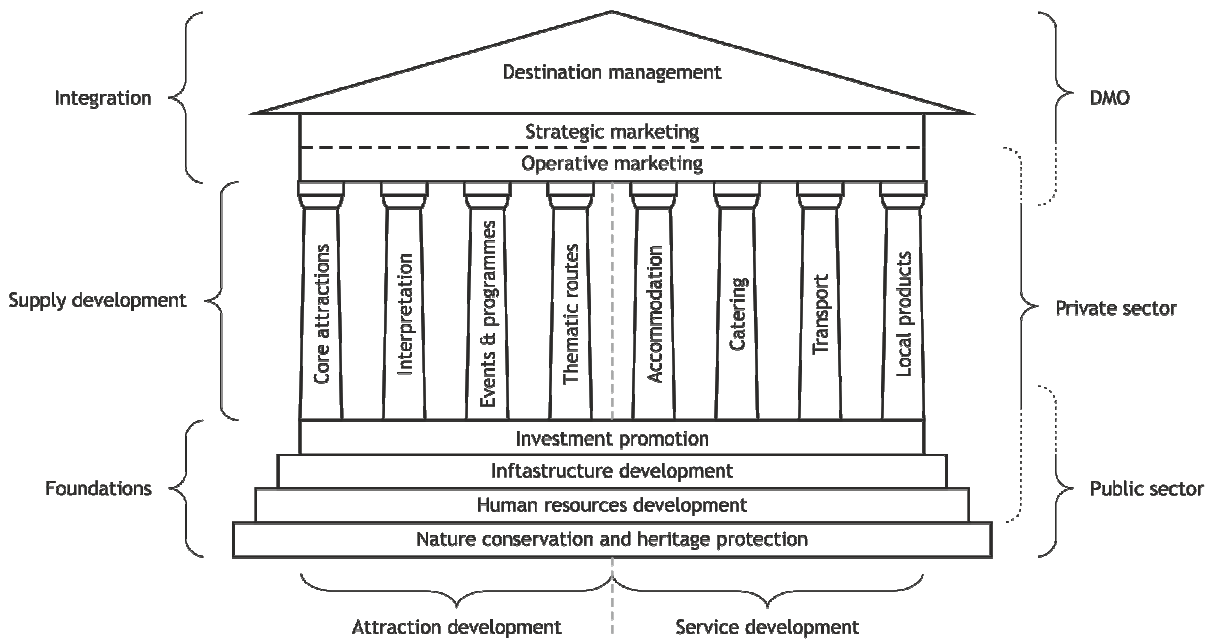 Destination management
Integration
DMO
Strategic marketing
Operative marketing
Core attractions
Interpretation
Events & programmes
Thematic routes
Accommodation
Catering
Transport
Local products
Supply development
Private sector
Investment promotion
Inftastructure development
Foundations
Public sector
Human resources development
Nature conservation and heritage protection
Attraction development
Service development